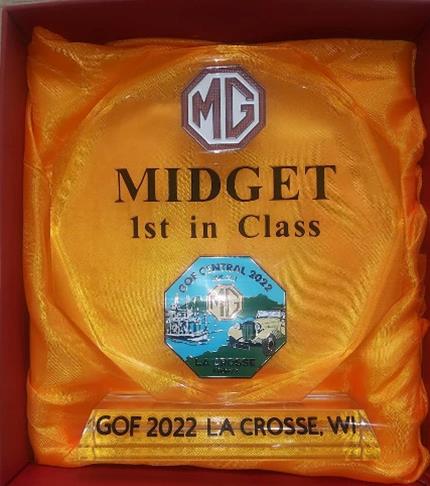 MG
MIDGET
1st in Class
GOF CENTRAL 2022
MG
LA CROSSE
GOF 2022 LA CROSSE, WI